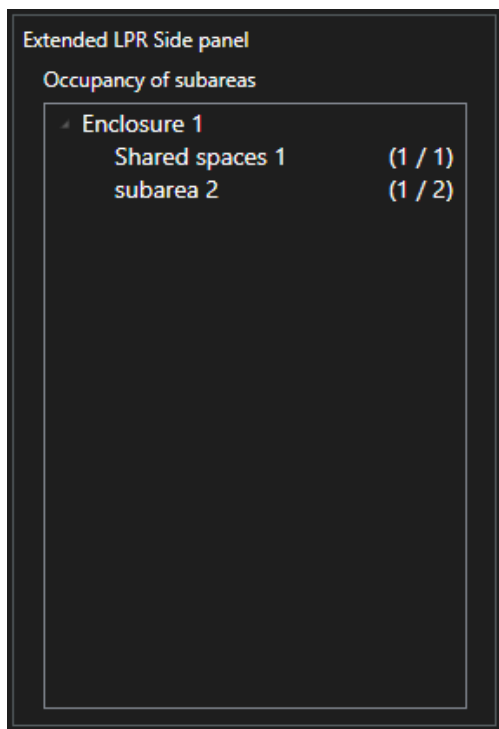 Extended LPR Side panel
Occupancy of subareas
Enclosure 1
Shared spaces 1 (1 / 1)
subarea 2 (1 / 2)